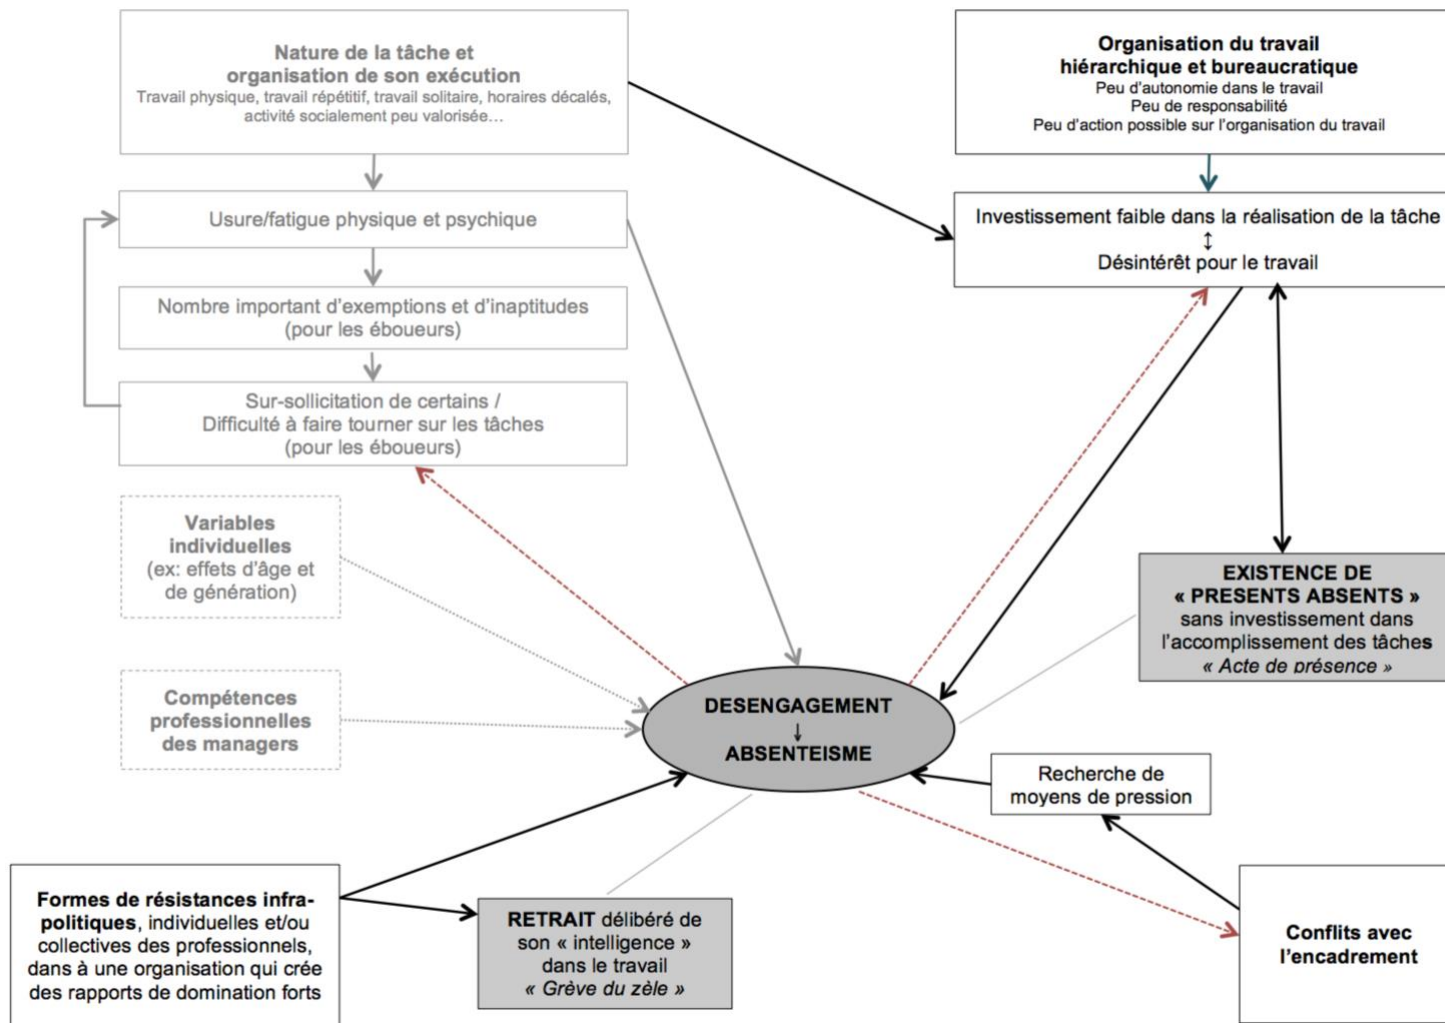 Nature de la tâche et
organisation de son exécution
Travail physique, travail répétitif, travail solitaire, horaires décalés,
activité socialement peu valorisée…
Organisation du travail
hiérarchique et bureaucratique
Peu d'autonomie dans le travail
Peu de responsabilité
Peu d'action possible sur l'organisation du travail
Usure/fatigue physique et psychique
Investissement faible dans la réalisation de la tâche
↕
Désintérêt pour le travail
Nombre important d'exemptions et d'inaptitudes
(pour les éboueurs)
Sur-sollicitation de certains /
Difficulté à faire tourner sur les tâches
(pour les éboueurs)
Variables
individuelles
(ex: effets d'âge et
de génération)
EXISTENCE DE
« PRESENTS ABSENTS »
sans investissement dans
l'accomplissement des tâches
« Acte de présence »
Compétences
professionnelles
des managers
DESENGAGEMENT
↓
ABSENTEISME
Recherche de
moyens de pression
Formes de résistances infra-
politiques, individuelles et/ou
collectives des professionnels,
dans à une organisation qui crée
des rapports de domination forts
RETRAIT délibéré de
son « intelligence »
dans le travail
« Grève du zèle »
Conflits avec
l'encadrement